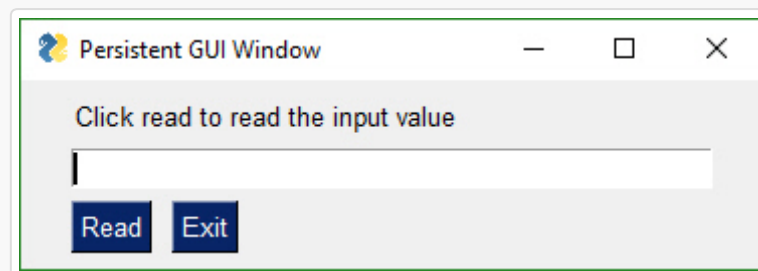 Persistent GUI Window
Click read to read the input value
Read Exit